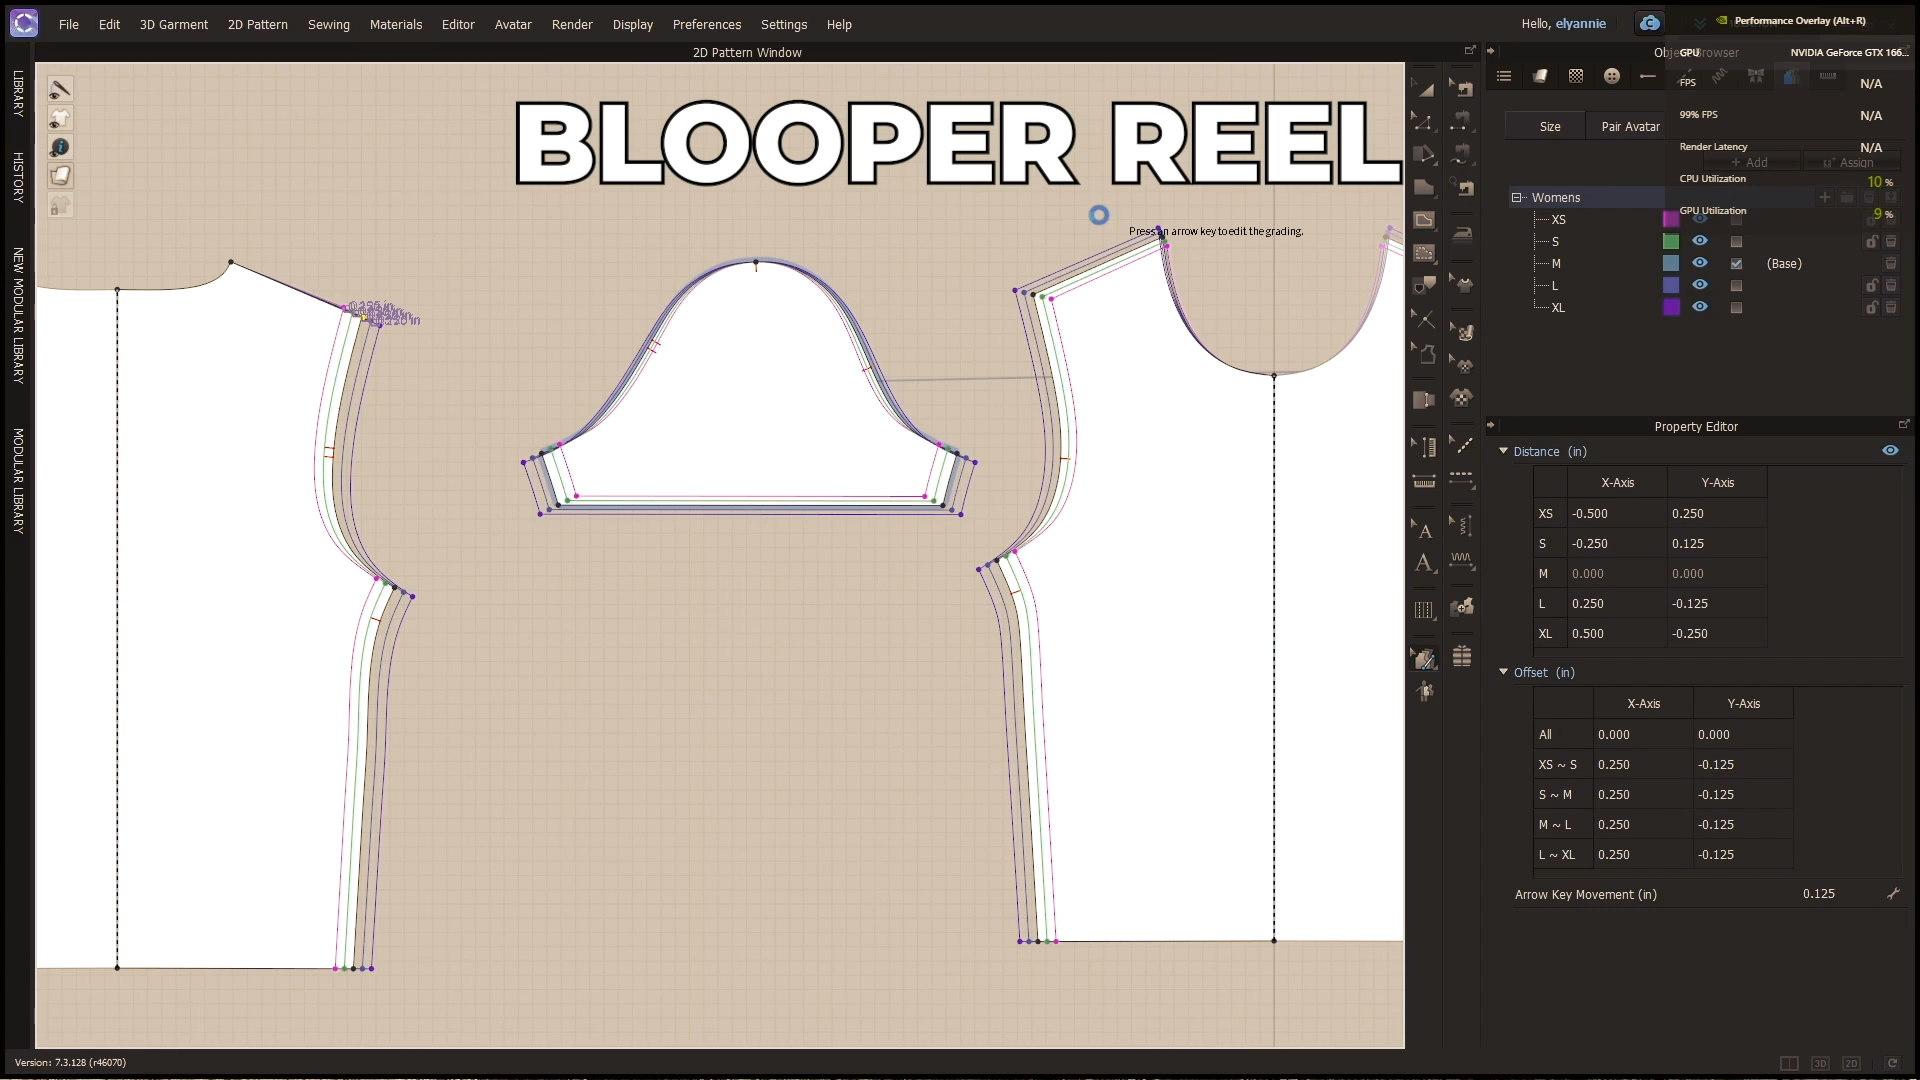 File Edit 3D Garment 2D Pattern Sewing Materials Editor Avatar Render Display Preferences Settings Help
Hello, elyannie
Performance Overlay (Alt+R)
2D Pattern Window
GPU
NVIDIA GeForce GTX 166...
FPS N/A
99% FPS N/A
Render Latency N/A
CPU Utilization 10 %
GPU Utilization 9 %
LIBRARY
HISTORY
NEW MODULAR LIBRARY
MODULAR LIBRARY
BLOOPER REEL
Press an arrow key to edit the grading.
Size Pair Avatar
+ Add Assign
Womens
XS
S
M (Base)
L
XL
Property Editor
Distance (in)
X-Axis Y-Axis
XS -0.500 0.250
S -0.250 0.125
M 0.000 0.000
L 0.250 -0.125
XL 0.500 -0.250
Offset (in)
X-Axis Y-Axis
All 0.000 0.000
XS ~ S 0.250 -0.125
S ~ M 0.250 -0.125
M ~ L 0.250 -0.125
L ~ XL 0.250 -0.125
Arrow Key Movement (in) 0.125
Version: 7.3.128 (r46070)
3D 2D